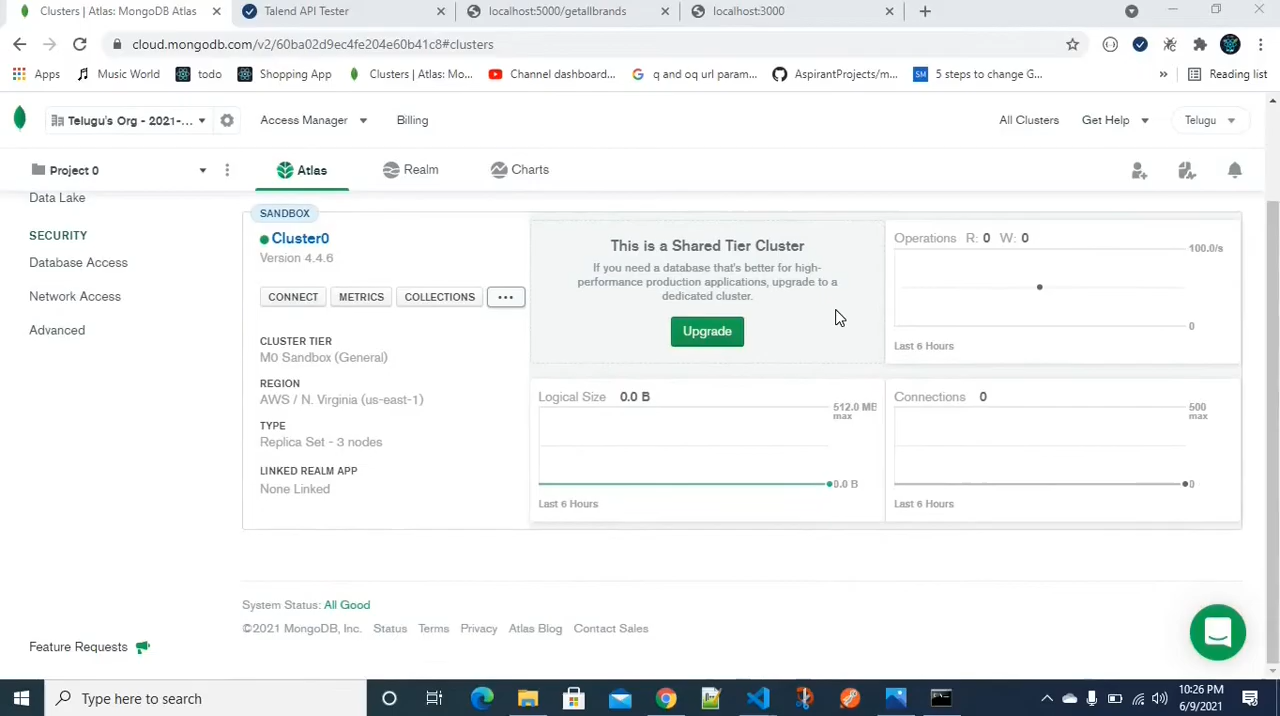 Clusters | Atlas: MongoDB Atlas
Talend API Tester
localhost:5000/getallbrands
localhost:3000
cloud.mongodb.com/v2/60ba02d9ec4fe204e60b41c8#clusters
Apps
Music World
todo
Shopping App
Clusters | Atlas: Mo...
Channel dashboard...
q and oq url param...
AspirantProjects/m...
SM
5 steps to change G...
»
Reading list
Telugu's Org - 2021-...
Access Manager
Billing
All Clusters
Get Help
Telugu
Project 0
Atlas
Realm
Charts
Data Lake
SECURITY
Database Access
Network Access
Advanced
Feature Requests
SANDBOX
Cluster0
Version 4.4.6
CONNECT
METRICS
COLLECTIONS
...
CLUSTER TIER
M0 Sandbox (General)
REGION
AWS / N. Virginia (us-east-1)
TYPE
Replica Set - 3 nodes
LINKED REALM APP
None Linked
This is a Shared Tier Cluster
If you need a database that's better for high-
performance production applications, upgrade to a
dedicated cluster.
Upgrade
Operations R: 0 W: 0
100.0/s
0
Last 6 Hours
Logical Size 0.0 B
512.0 MB
max
0.0 B
Last 6 Hours
Connections 0
500
max
0
Last 6 Hours
System Status: All Good
©2021 MongoDB, Inc. Status Terms Privacy Atlas Blog Contact Sales
Type here to search
10:26 PM
6/9/2021